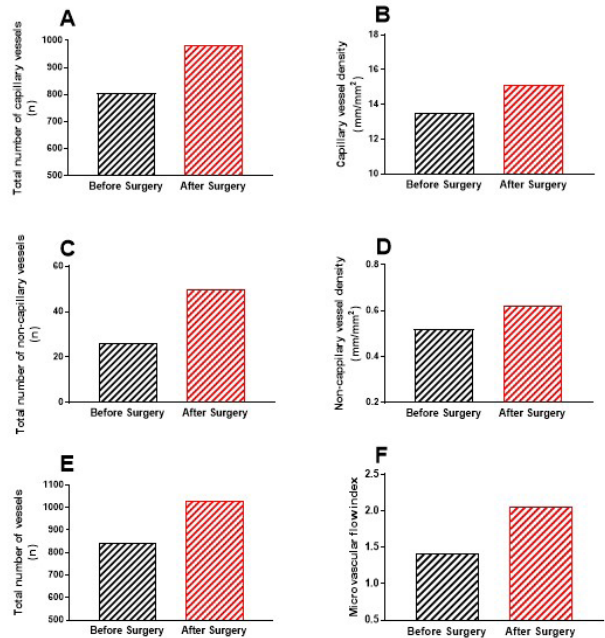 A
Total number of capillary vessels
(n)
1000
900
800
700
600
500
Before Surgery
After Surgery
B
Capillary vessel density
(mm/mm²)
18
16
14
12
10
Before Surgery
After Surgery
C
Total number of non-capillary vessels
(n)
60
40
20
0
Before Surgery
After Surgery
D
Non-cappilary vessel density
(mm/mm²)
0.8
0.6
0.4
0.2
Before Surgery
After Surgery
E
Total number of vessels
(n)
1100
1000
900
800
700
600
500
Before Surgery
After Surgery
F
Microvascular flow index
2.5
2.0
1.5
1.0
0.5
Before Surgery
After Surgery